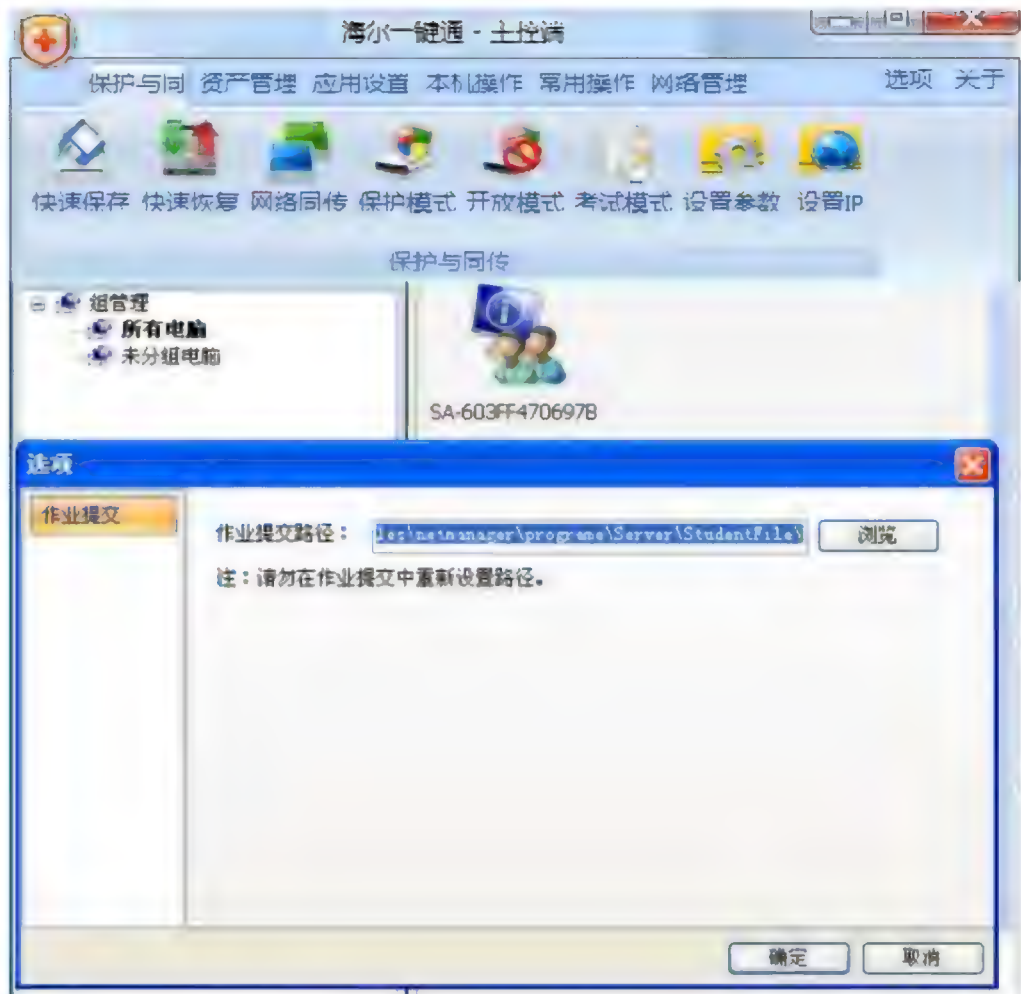 海尔一键通 - 主控端
保护与同 资产管理 应用设置 本机操作 常用操作 网络管理 选项 关于
快速保存 快速恢复 网络同传 保护模式 开放模式 考试模式 设置参数 设置IP
保护与同传
组管理
所有电脑
未分组电脑
SA-603FF470697B
选项
作业提交
作业提交路径： les\netmanager\programs\Server\StudentFile\ 浏览
注：请勿在作业提交中重新设置路径。
确定 取消